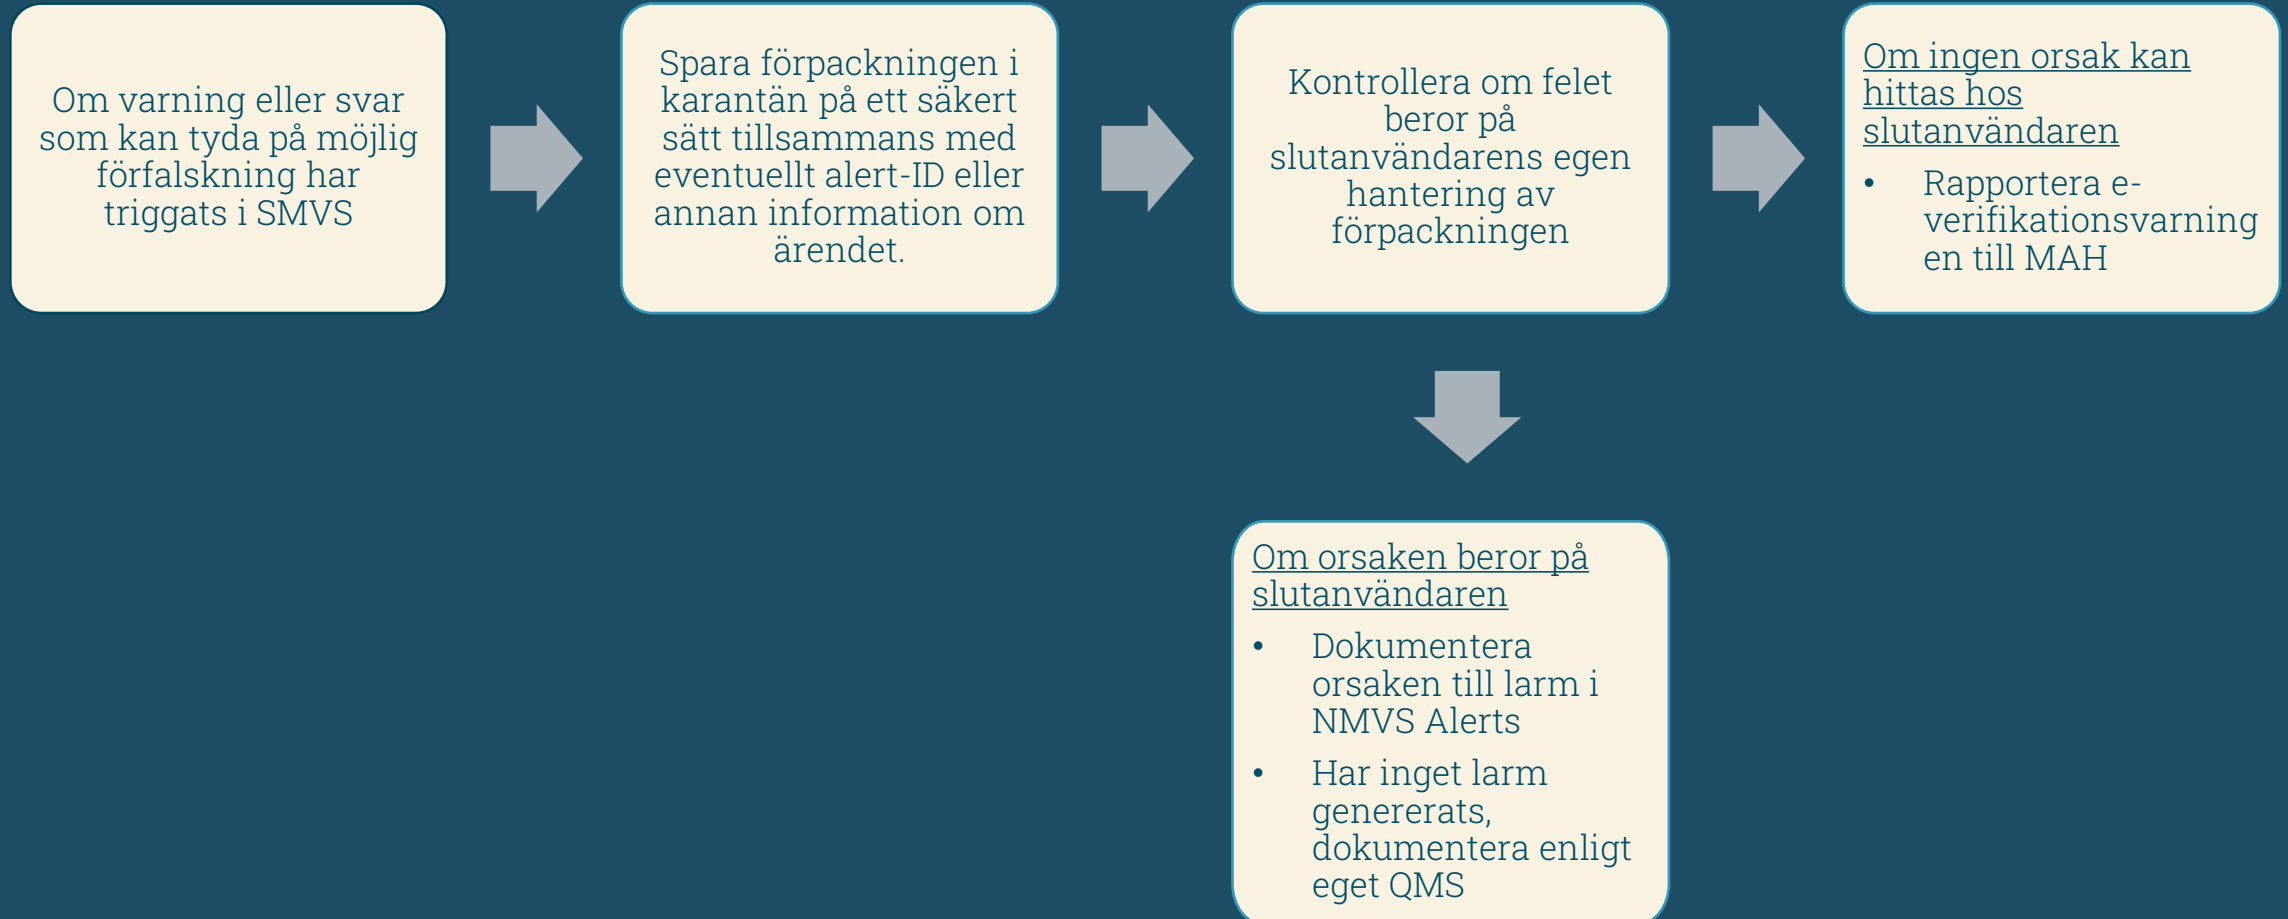 Om varning eller svar
som kan tyda på möjlig
förfalskning har
triggats i SMVS
Spara förpackningen i
karantän på ett säkert
sätt tillsammans med
eventuellt alert-ID eller
annan information om
ärendet.
Kontrollera om felet
beror på
slutanvändarens egen
hantering av
förpackningen
Om ingen orsak kan
hittas hos
slutanvändaren
• Rapportera e-
verifikationsvarning
en till MAH
Om orsaken beror på
slutanvändaren
• Dokumentera
orsaken till larm i
NMVS Alerts
• Har inget larm
genererats,
dokumentera enligt
eget QMS